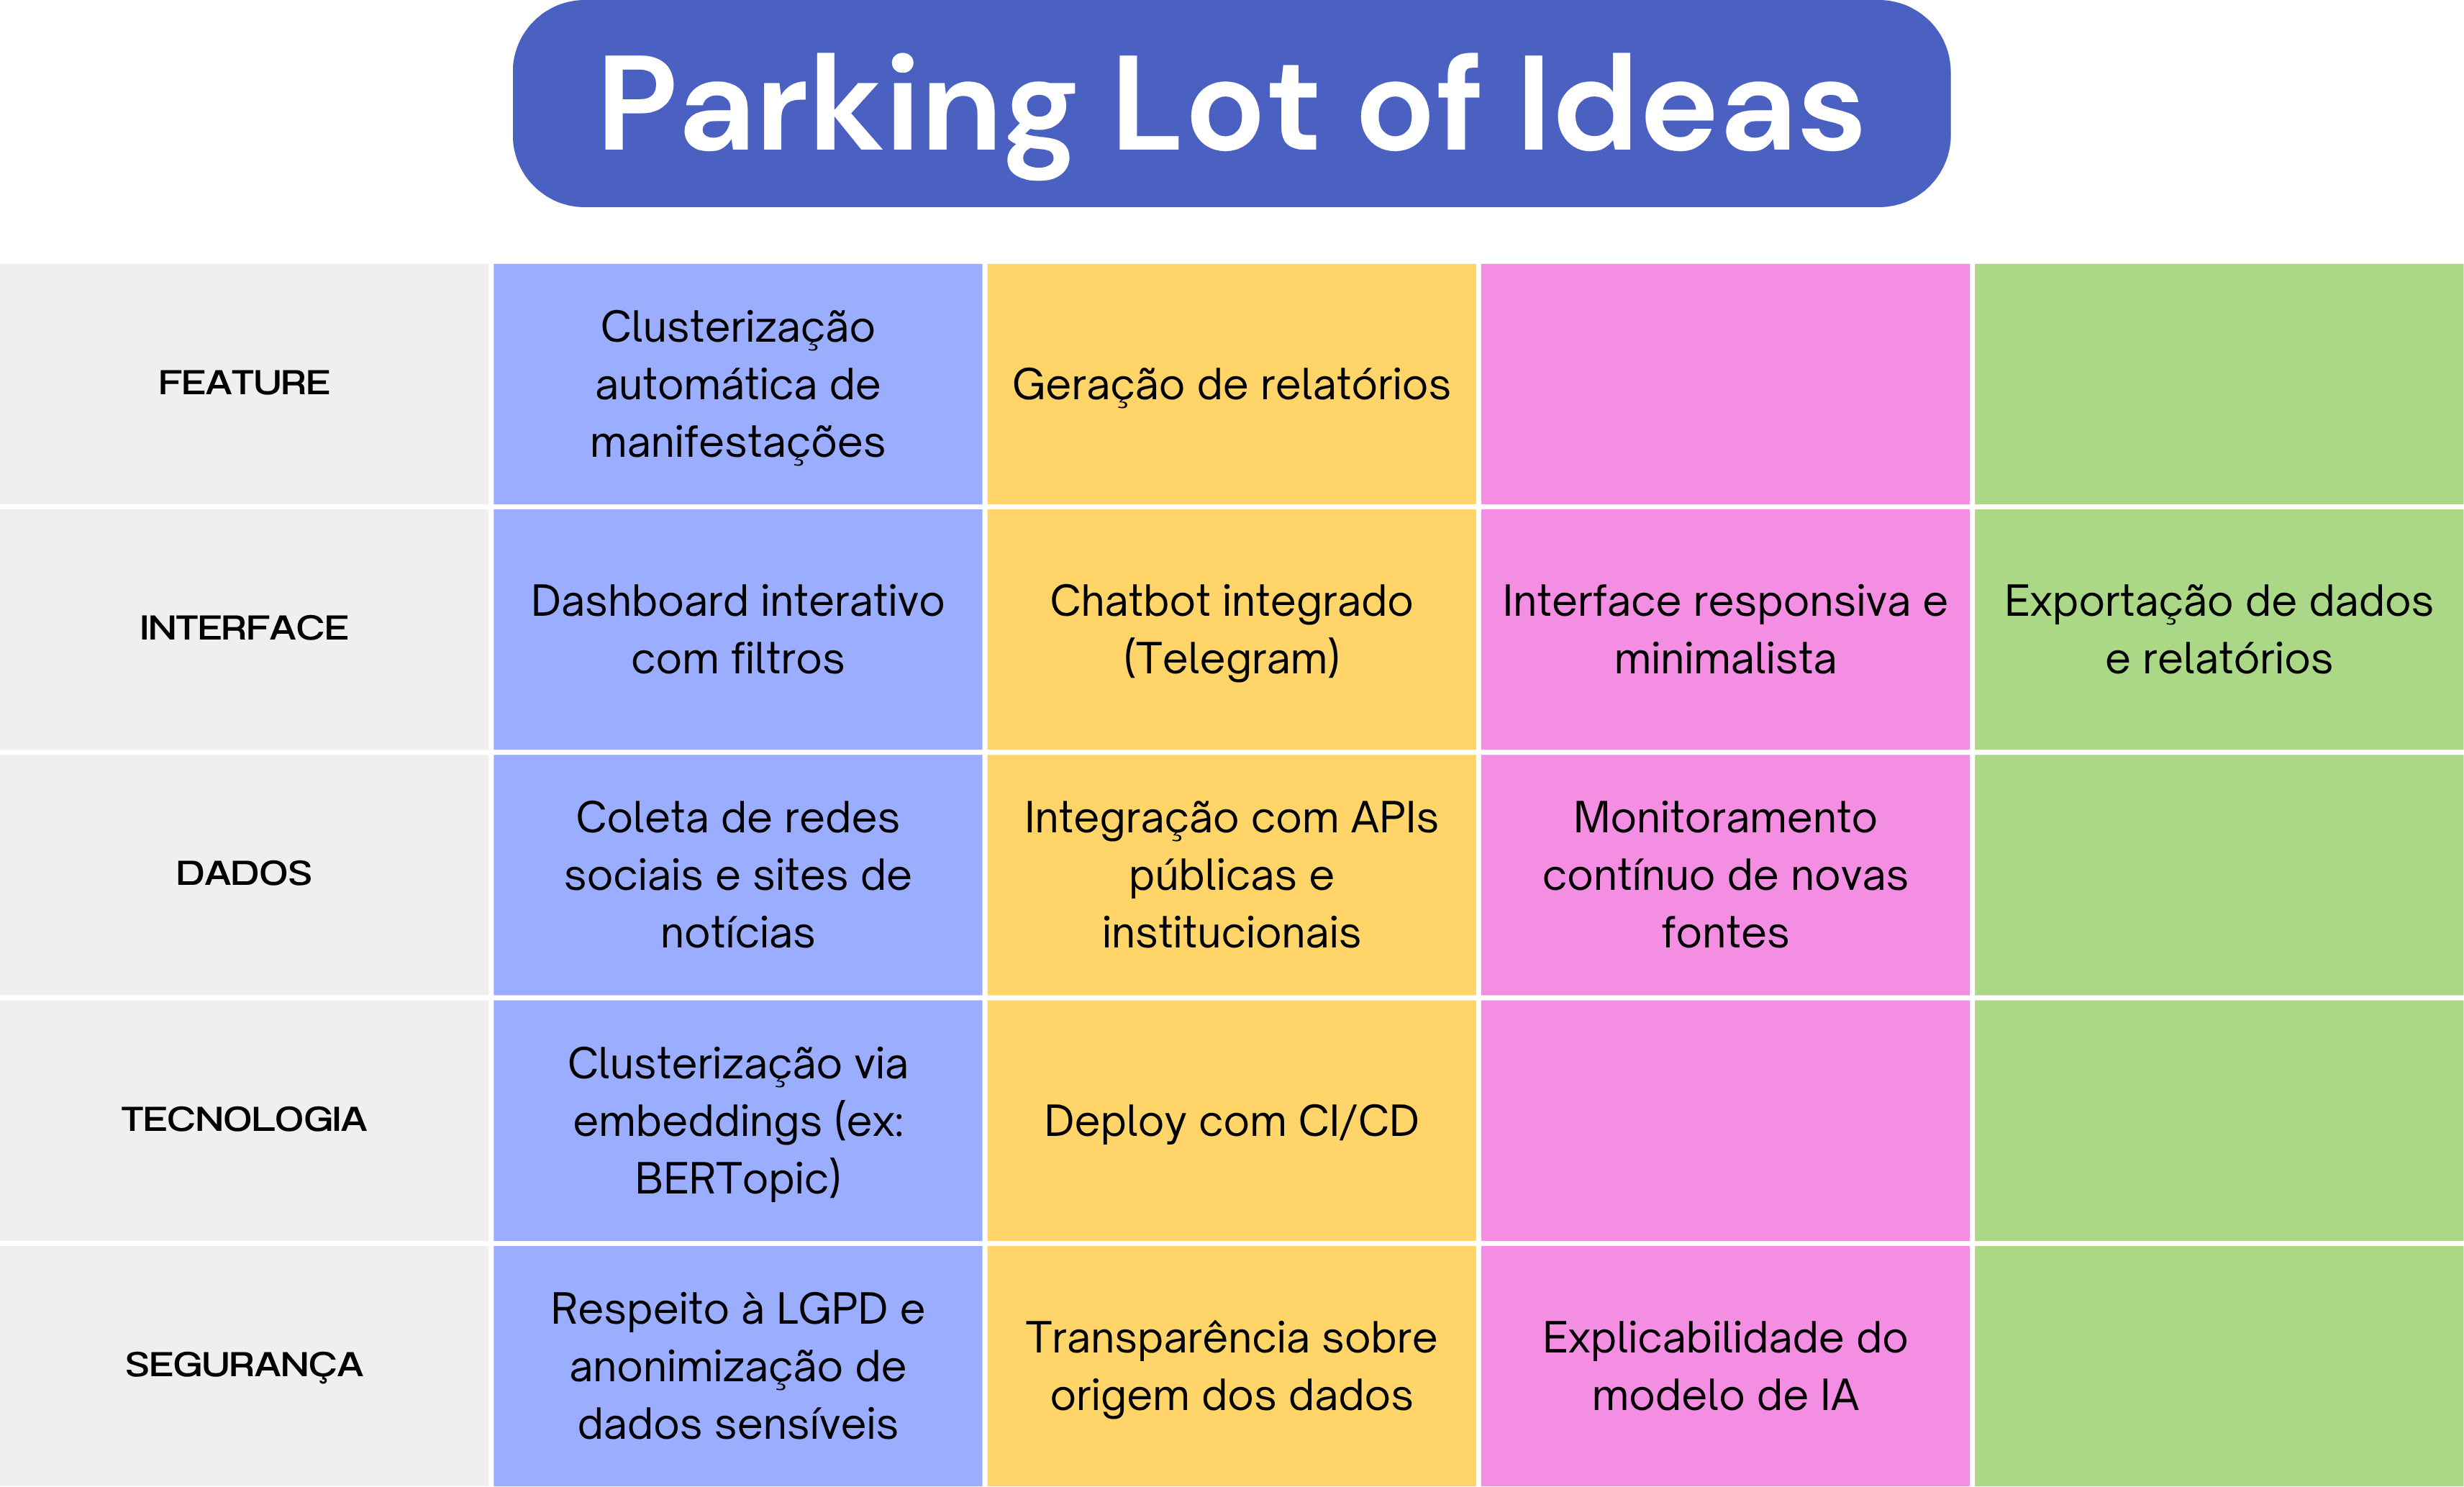 Parking Lot of Ideas
FEATURE
Clusterização
automática de
manifestações
Geração de relatórios
INTERFACE
Dashboard interativo
com filtros
Chatbot integrado
(Telegram)
Interface responsiva e
minimalista
Exportação de dados
e relatórios
DADOS
Coleta de redes
sociais e sites de
notícias
Integração com APIs
públicas e
institucionais
Monitoramento
contínuo de novas
fontes
TECNOLOGIA
Clusterização via
embeddings (ex:
BERTopic)
Deploy com CI/CD
SEGURANÇA
Respeito à LGPD e
anonimização de
dados sensíveis
Transparência sobre
origem dos dados
Explicabilidade do
modelo de IA